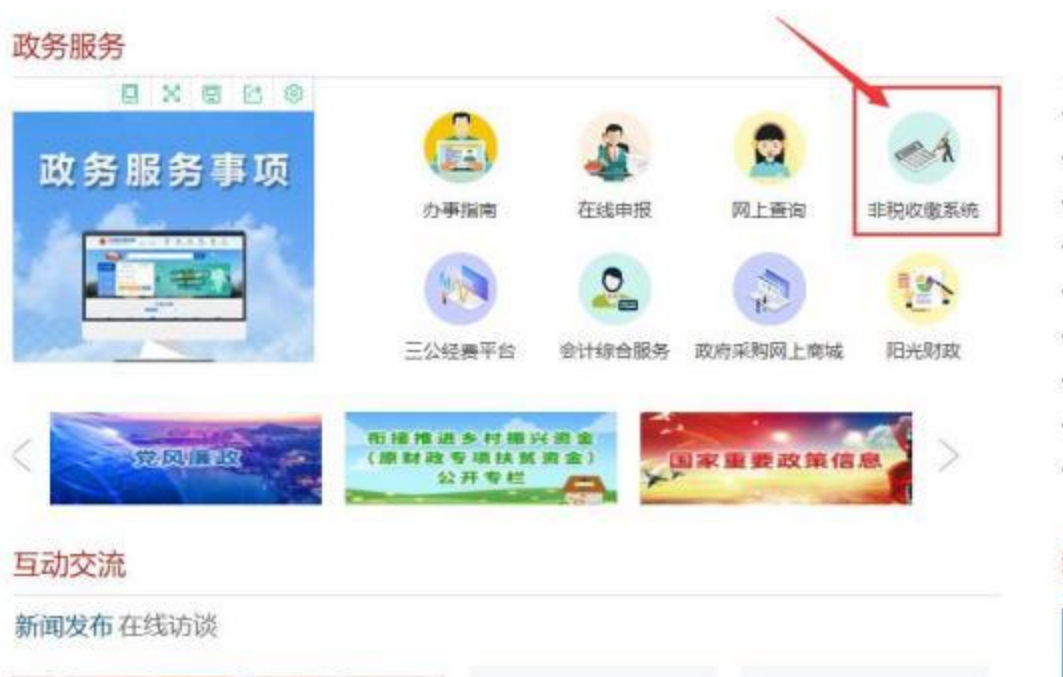 政务服务
政务服务事项
办事指南 在线申报 网上查询 非税收缴系统
三公经费平台 会计综合服务 政府采购网上商城 阳光财政
党风廉政
衔接推进乡村振兴资金
（原财政专项扶贫资金）
公开专栏
国家重要政策信息
互动交流
新闻发布 在线访谈